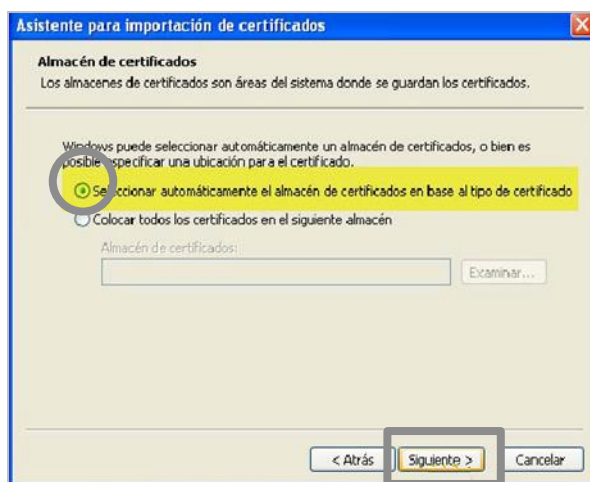 Asistente para importación de certificados
Almacén de certificados
Los almacenes de certificados son áreas del sistema donde se guardan los certificados.
Windows puede seleccionar automáticamente un almacén de certificados, o bien es
posible especificar una ubicación para el certificado.
Seleccionar automáticamente el almacén de certificados en base al tipo de certificado
Colocar todos los certificados en el siguiente almacén
Almacén de certificados:
Examinar...
< Atrás
Siguiente >
Cancelar